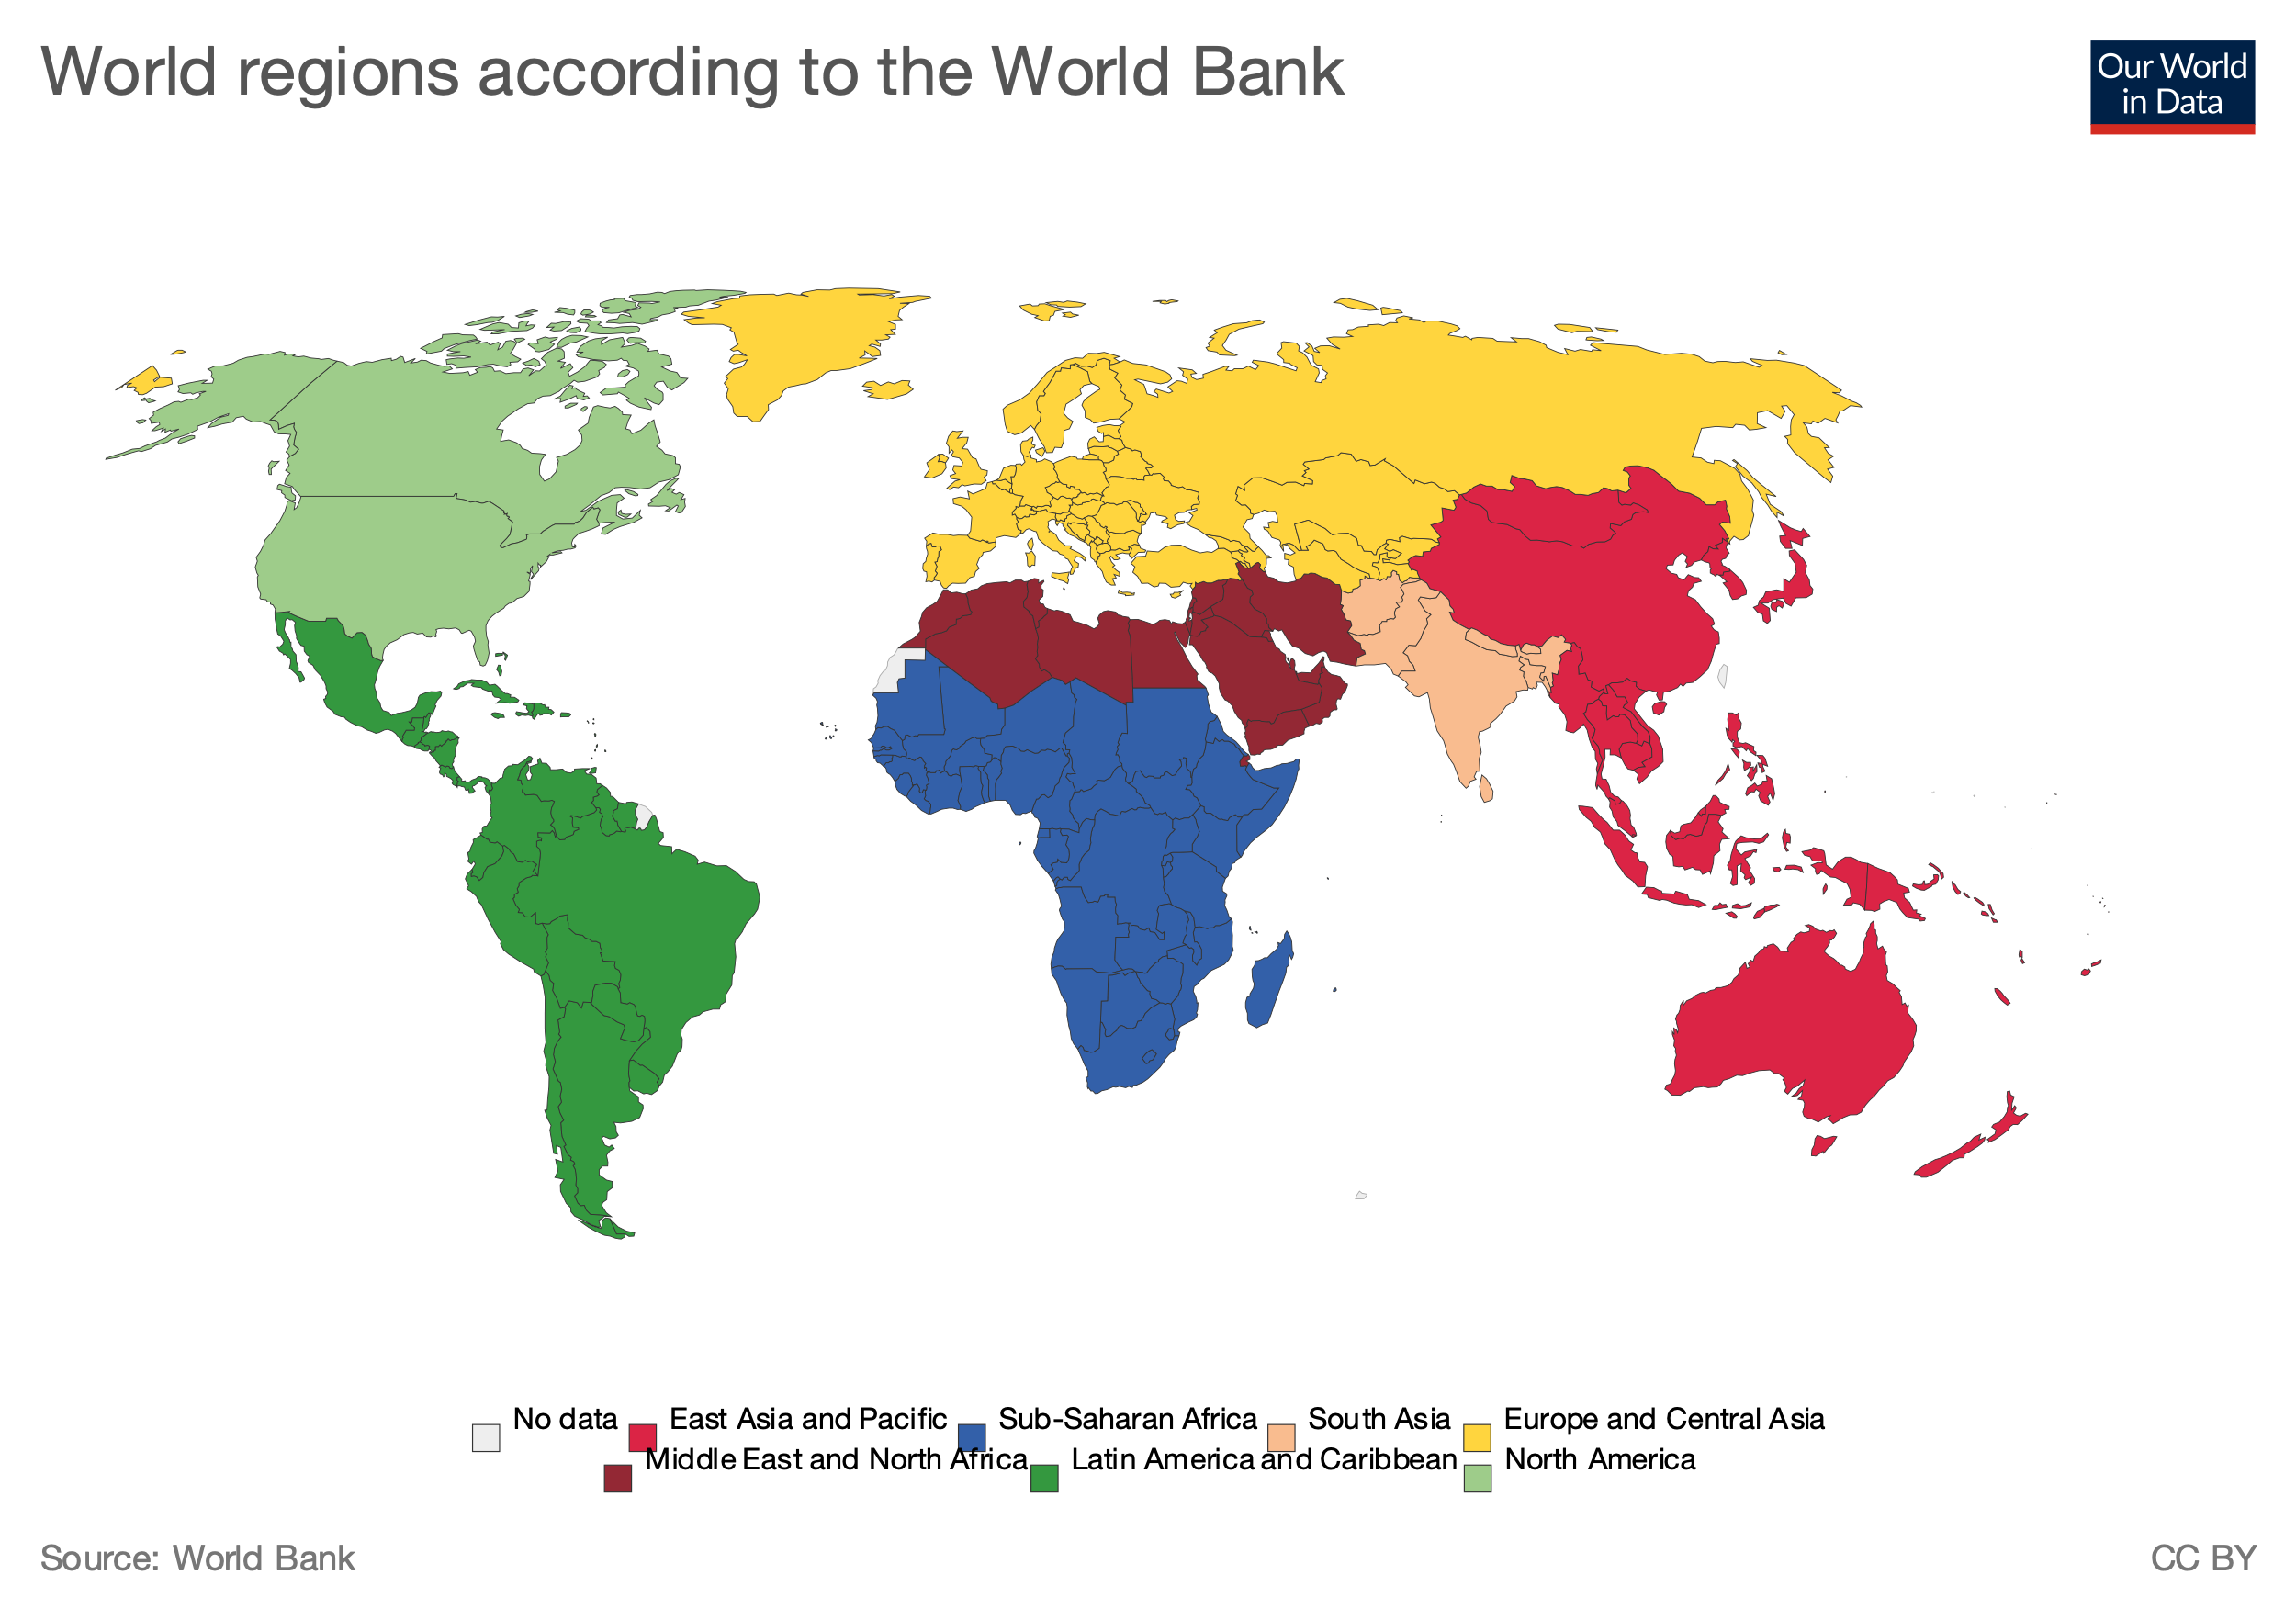 World regions according to the World Bank
Our World
in Data
No data
East Asia and Pacific
Sub-Saharan Africa
South Asia
Europe and Central Asia
Middle East and North Africa
Latin America and Caribbean
North America
Source: World Bank
CC BY